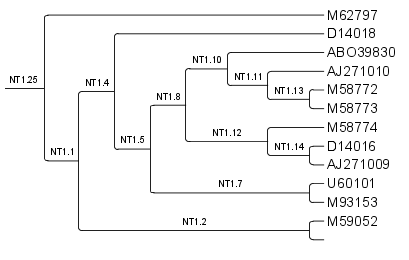 M62797
D14018
ABO39830
NT1.10
AJ271010
NT1.25
NT1.4
NT1.11
M58772
NT1.13
NT1.8
M58773
M58774
NT1.12
NT1.5
D14016
NT1.14
NT1.1
AJ271009
U60101
NT1.7
M93153
M59052
NT1.2